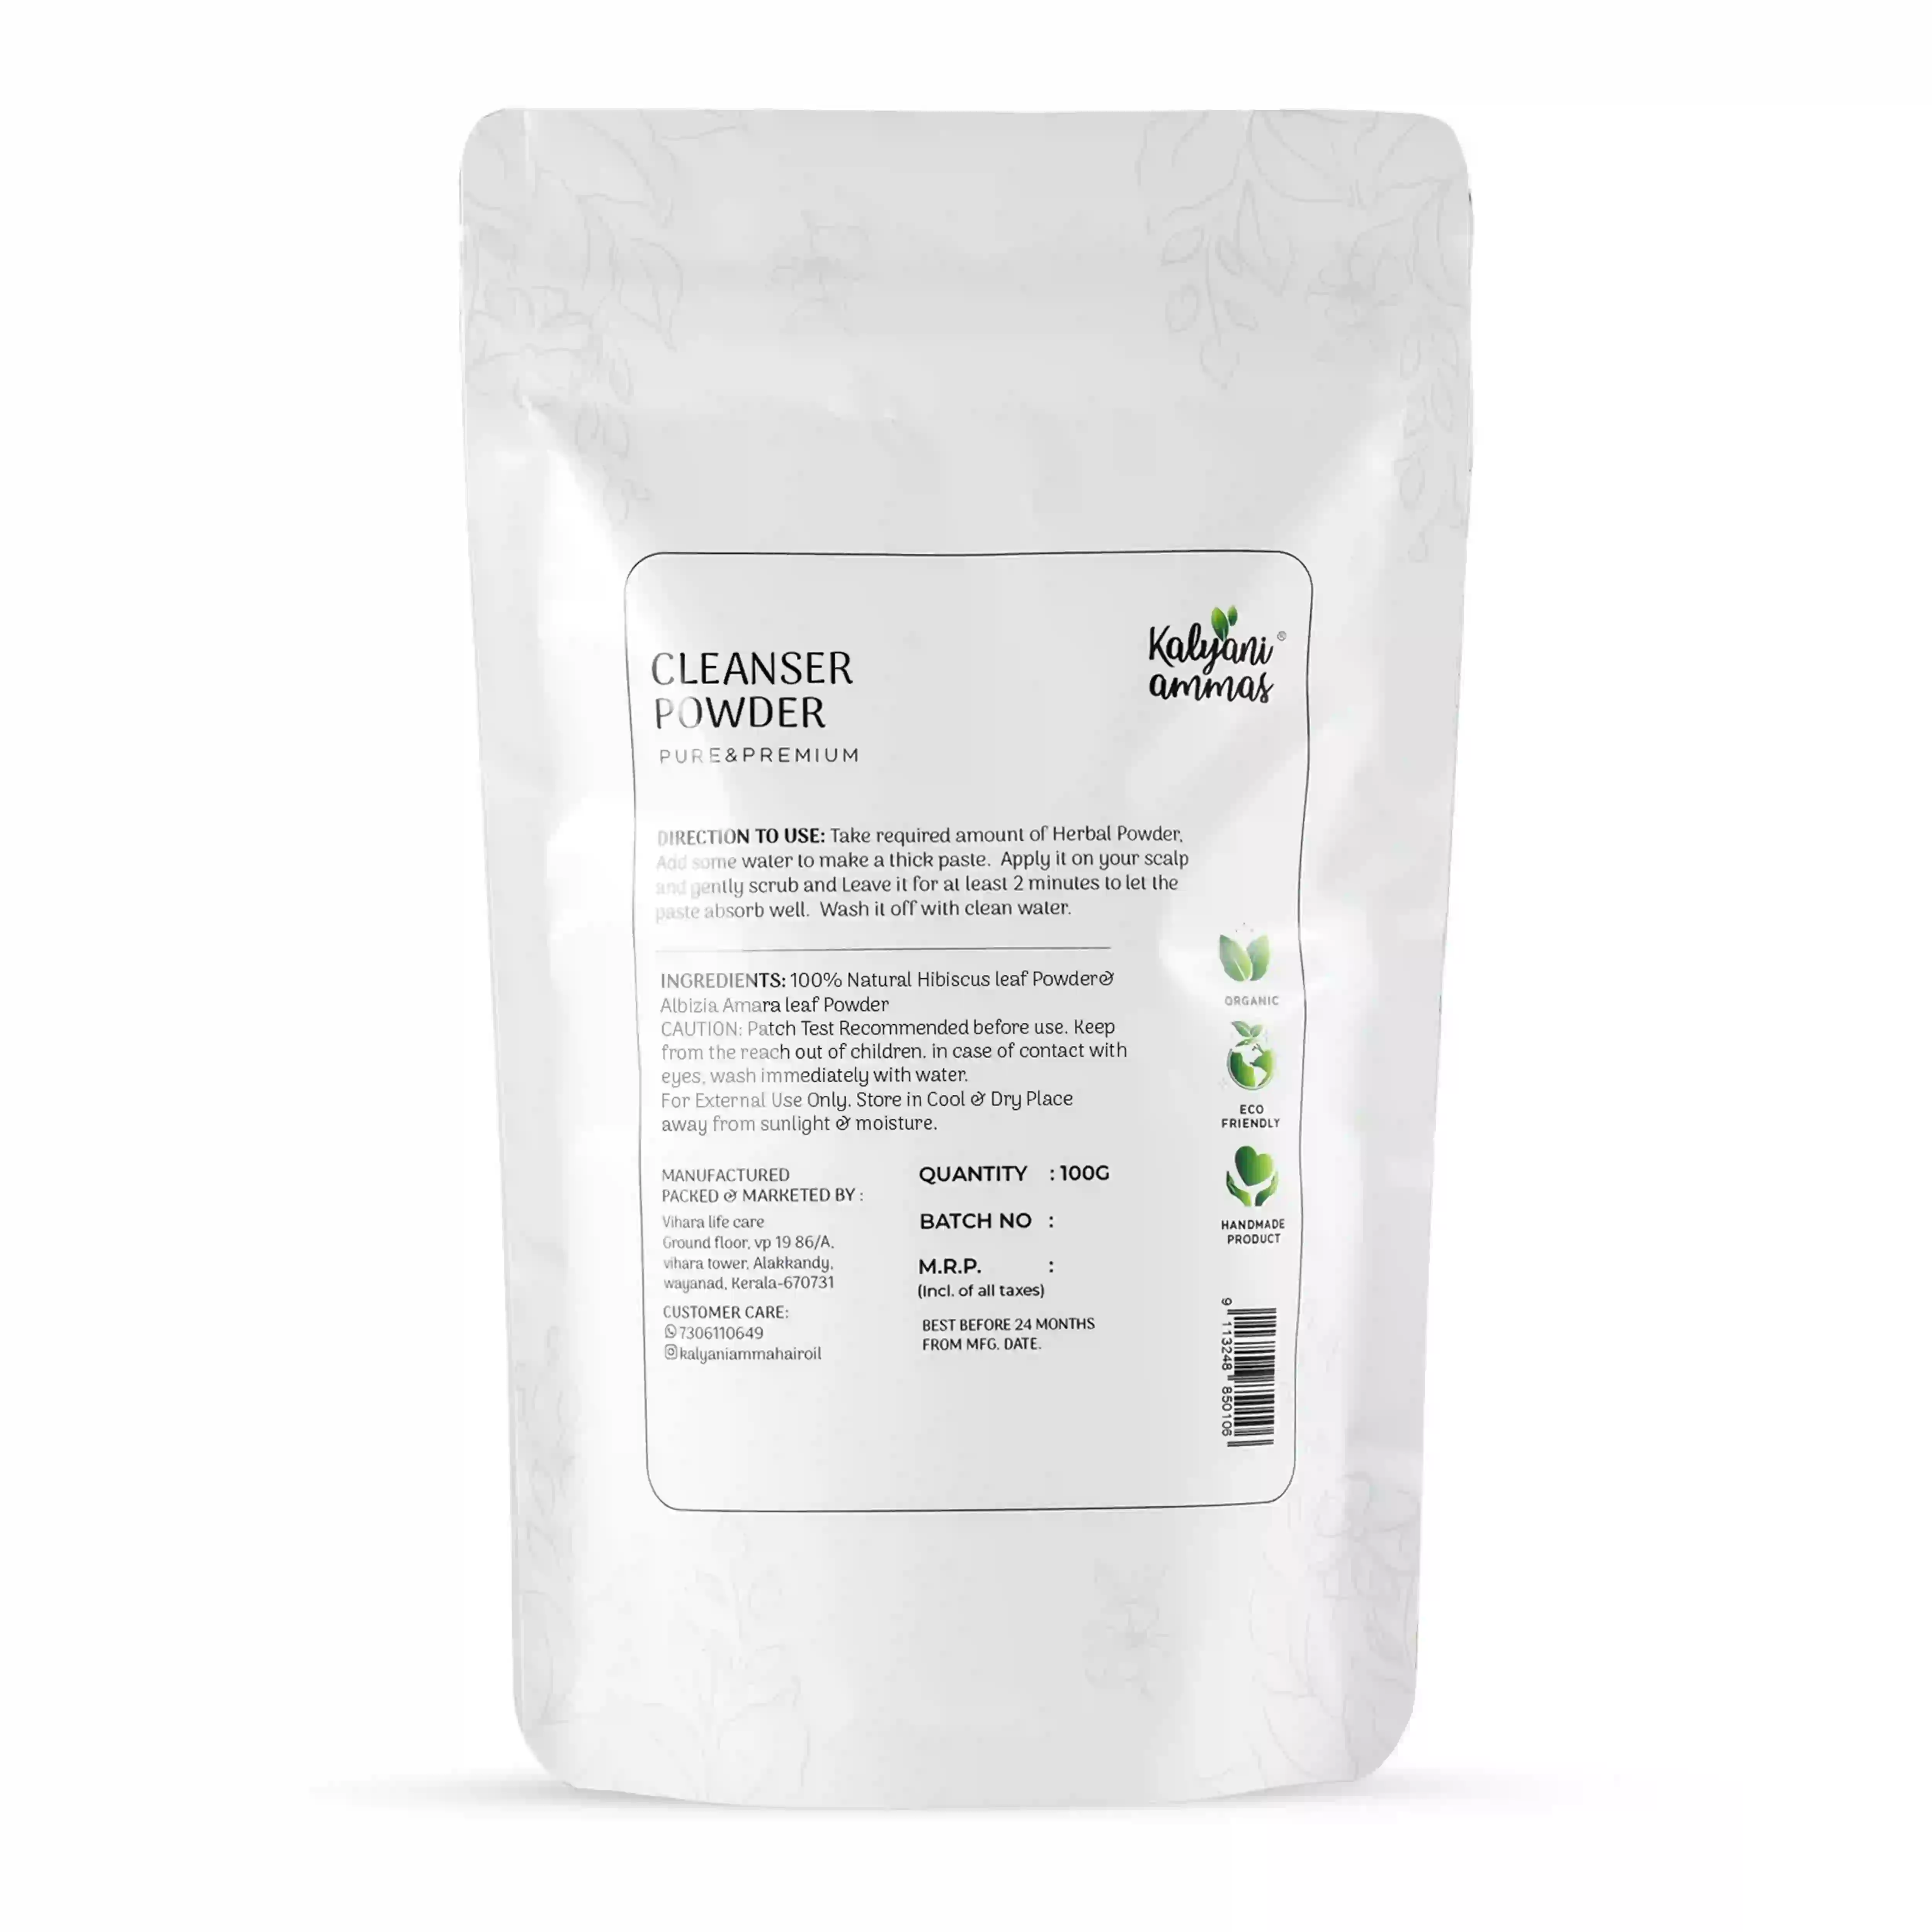 CLEANSER
POWDER
PURE&PREMIUM
Kalyani ®
ammas
DIRECTION TO USE: Take required amount of Herbal Powder,
Add some water to make a thick paste. Apply it on your scalp
and gently scrub and Leave it for at least 2 minutes to let the
paste absorb well. Wash it off with clean water.
INGREDIENTS: 100% Natural Hibiscus leaf Powder&
Albizia Amara leaf Powder
CAUTION: Patch Test Recommended before use. Keep
from the reach out of children. in case of contact with
eyes, wash immediately with water.
For External Use Only. Store in Cool & Dry Place
away from sunlight & moisture.
ORGANIC
ECO
FRIENDLY
HANDMADE
PRODUCT
MANUFACTURED
PACKED & MARKETED BY :
Vihara life care
Ground floor, vp 19 86/A,
vihara tower, Alakkandy,
wayanad, Kerala-670731
CUSTOMER CARE:
7306110649
kalyaniammahairoil
QUANTITY : 100G
BATCH NO :
M.R.P. :
(Incl. of all taxes)
BEST BEFORE 24 MONTHS
FROM MFG. DATE.
9 113248 850106